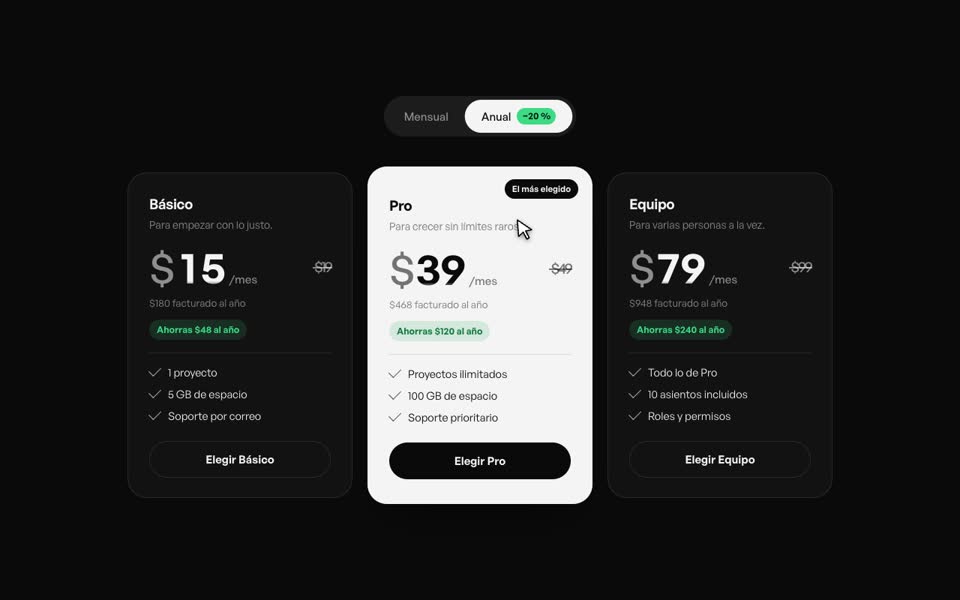 Mensual
Anual
−20 %
Básico
Para empezar con lo justo.
$15 /mes
$19
$180 facturado al año
Ahorras $48 al año
1 proyecto
5 GB de espacio
Soporte por correo
Elegir Básico
El más elegido
Pro
Para crecer sin límites raros
$39 /mes
$49
$468 facturado al año
Ahorras $120 al año
Proyectos ilimitados
100 GB de espacio
Soporte prioritario
Elegir Pro
Equipo
Para varias personas a la vez.
$79 /mes
$99
$948 facturado al año
Ahorras $240 al año
Todo lo de Pro
10 asientos incluidos
Roles y permisos
Elegir Equipo